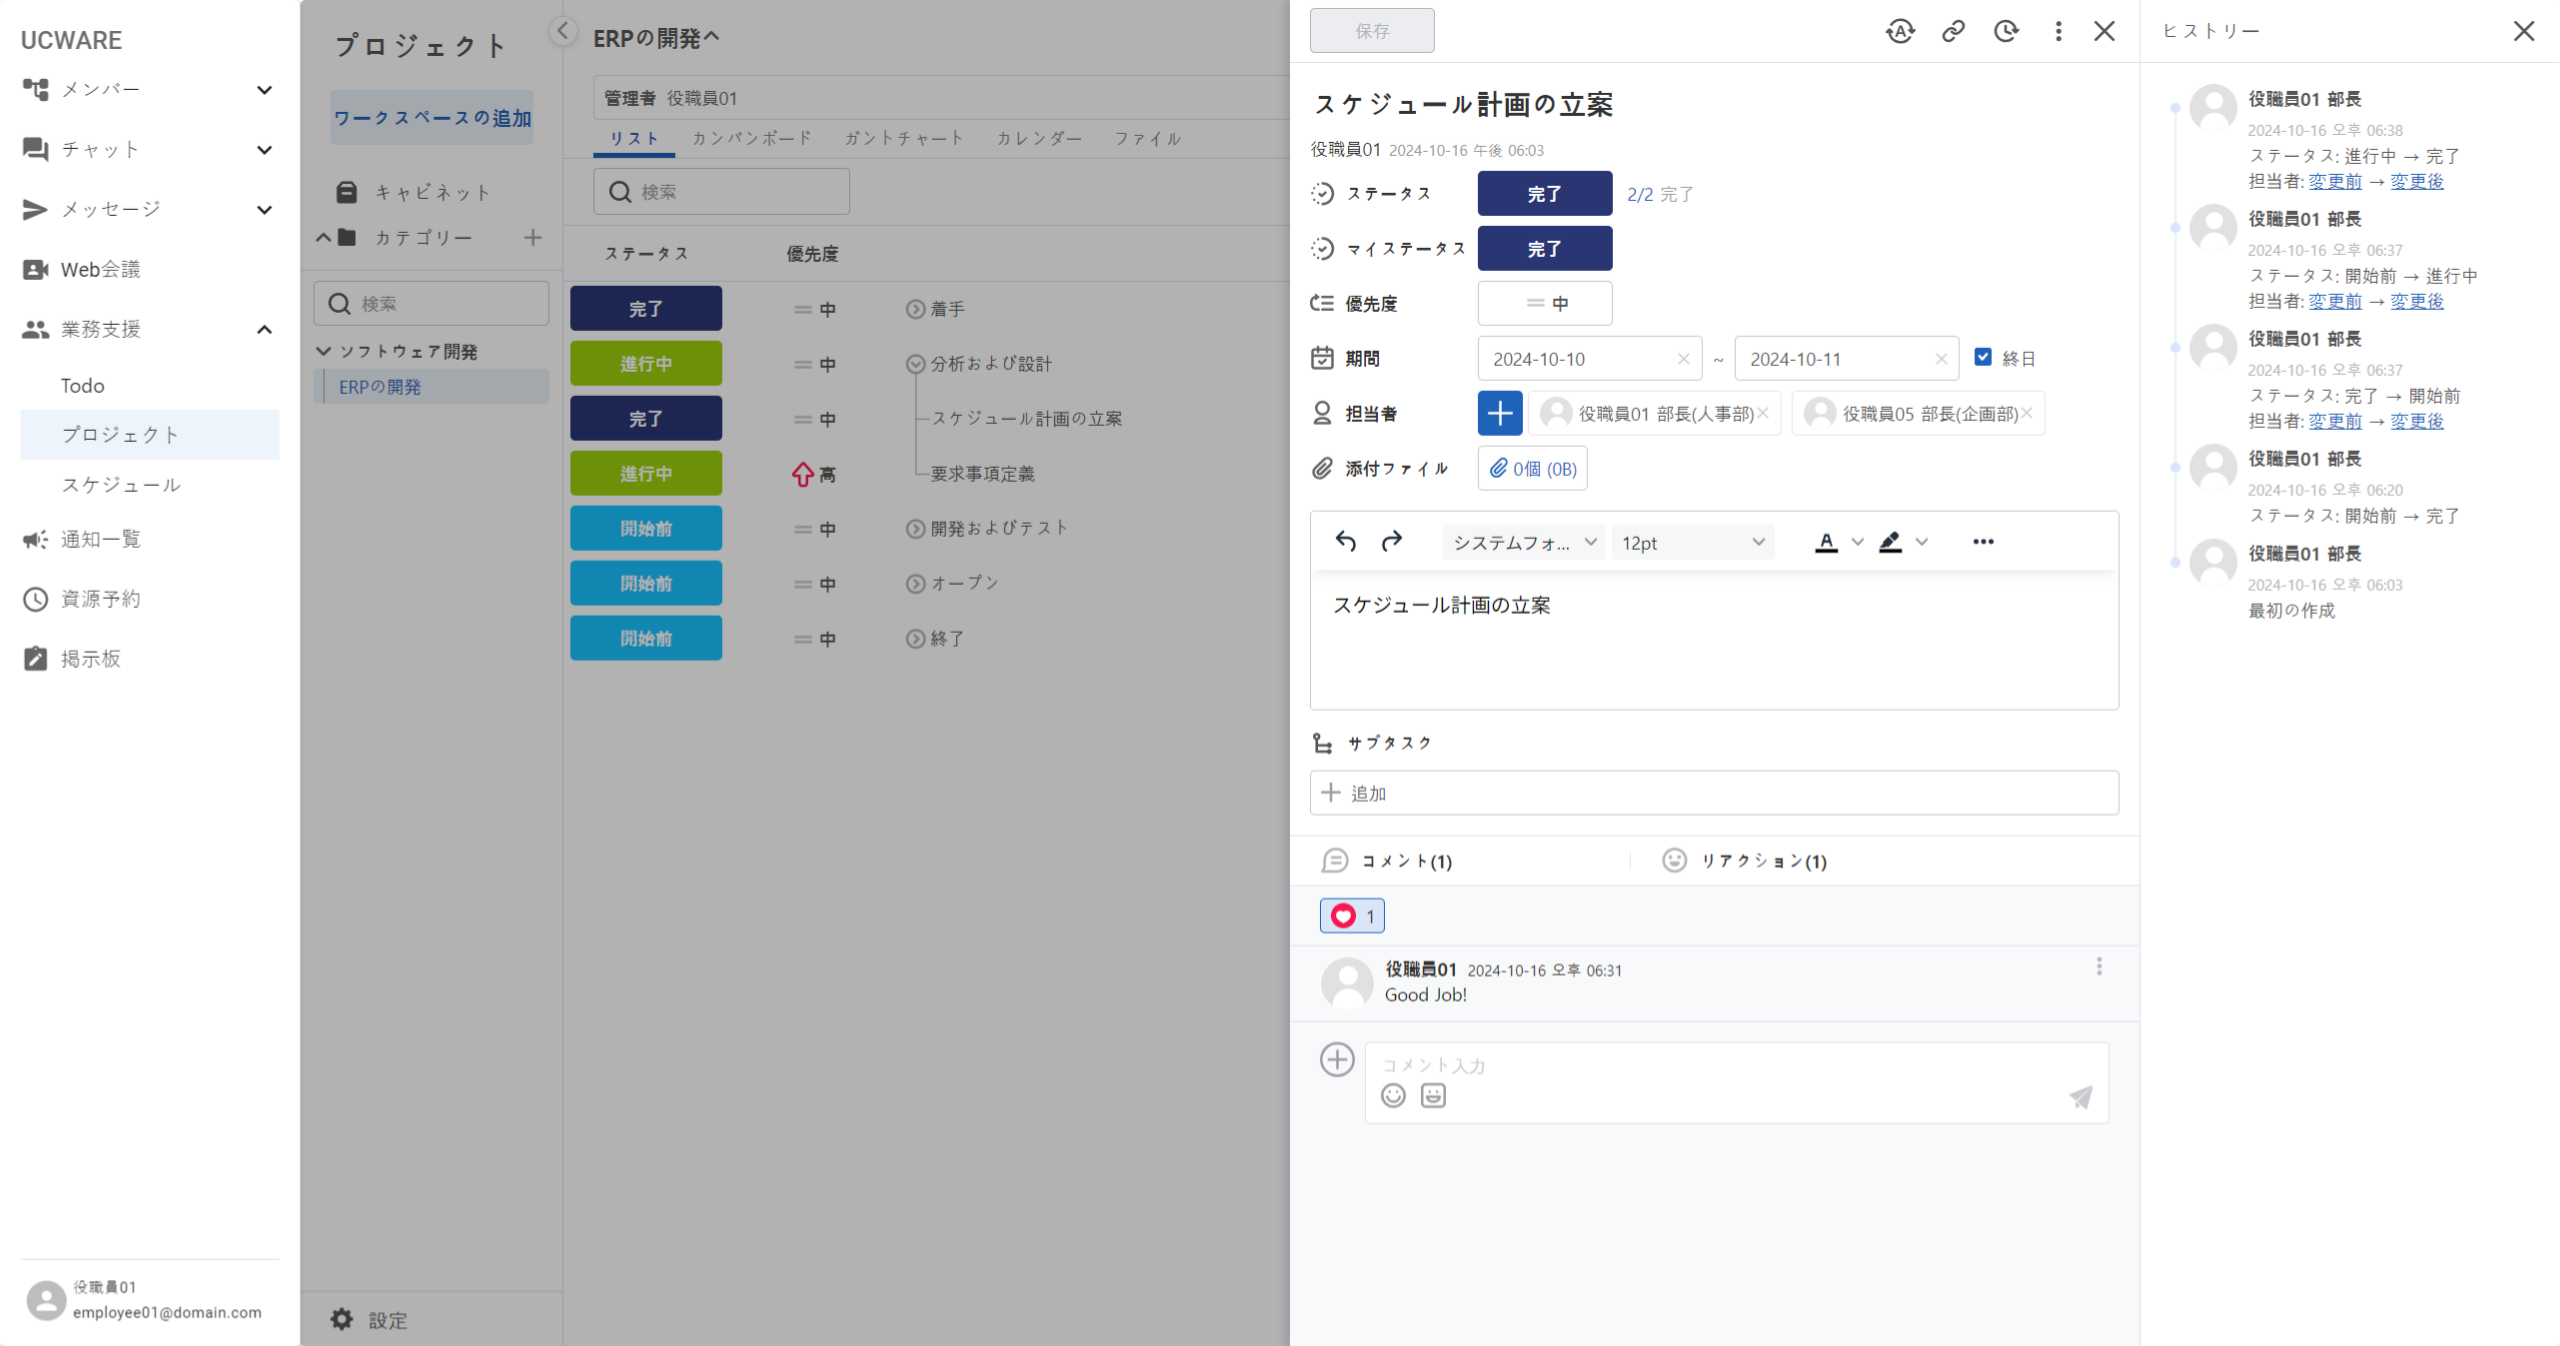 UCWARE
メンバー
チャット
メッセージ
Web会議
業務支援
Todo
プロジェクト
スケジュール
通知一覧
資源予約
掲示板
役職員01
employee01@domain.com
プロジェクト
ワークスペースの追加
キャビネット
カテゴリー
検索
ソフトウェア開発
ERPの開発
設定
ERPの開発
管理者 役職員01
リスト カンバンボード ガントチャート カレンダー ファイル
検索
ステータス 優先度
完了 中 着手
進行中 中 分析および設計
完了 中 スケジュール計画の立案
進行中 高 要求事項定義
開始前 中 開発およびテスト
開始前 中 オープン
開始前 中 終了
保存
スケジュール計画の立案
役職員01 2024-10-16 午後 06:03
ステータス 完了 2/2 完了
マイステータス 完了
優先度 中
期間 2024-10-10 ~ 2024-10-11 終日
担当者 役職員01 部長(人事部) 役職員05 部長(企画部)
添付ファイル 0個 (0B)
システムフォ... 12pt
スケジュール計画の立案
サブタスク
追加
コメント(1) リアクション(1)
1
役職員01 2024-10-16 오후 06:31
Good Job!
コメント入力
ヒストリー
役職員01 部長
2024-10-16 오후 06:38
ステータス: 進行中 → 完了
担当者: 変更前 → 変更後
役職員01 部長
2024-10-16 오후 06:37
ステータス: 開始前 → 進行中
担当者: 変更前 → 変更後
役職員01 部長
2024-10-16 오후 06:37
ステータス: 完了 → 開始前
担当者: 変更前 → 変更後
役職員01 部長
2024-10-16 오후 06:20
ステータス: 開始前 → 完了
役職員01 部長
2024-10-16 오후 06:03
最初の作成